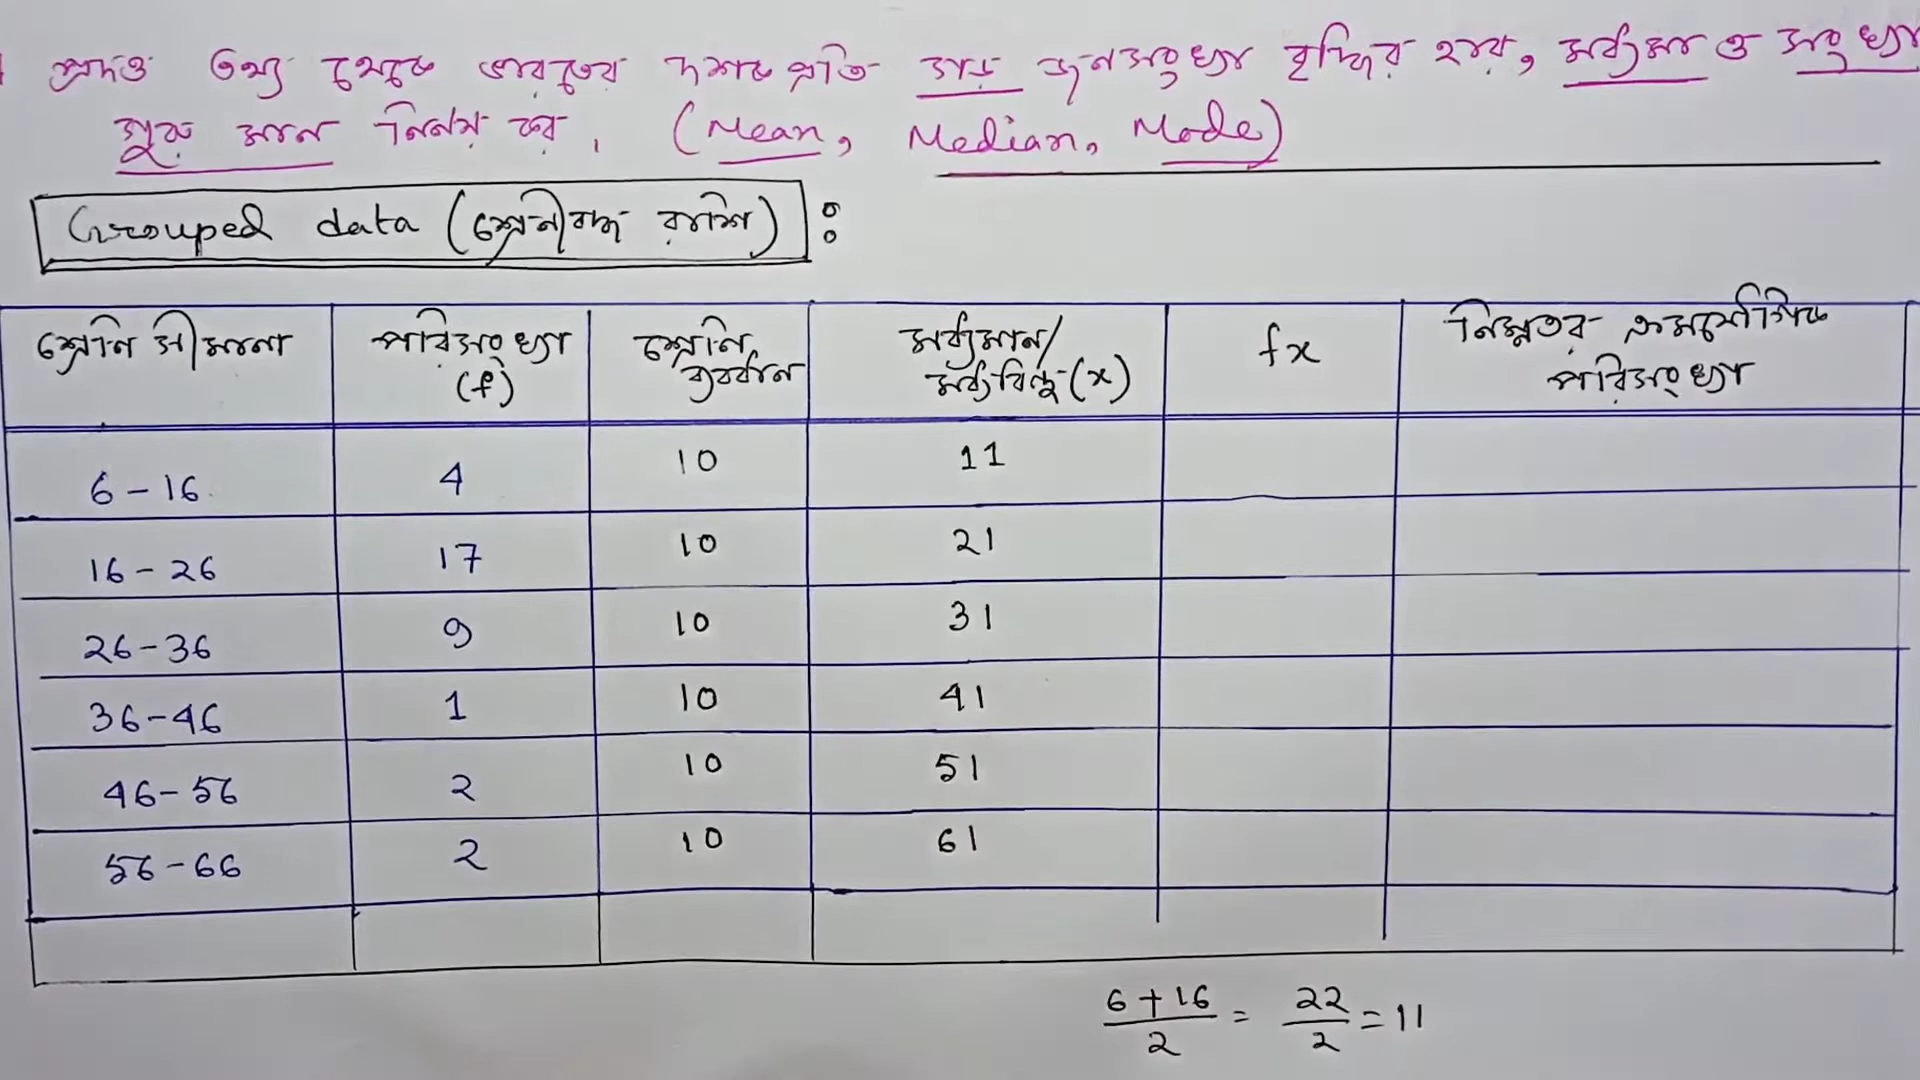 প্রদত্ত তথ্য থেকে ভারতের দশক প্রতি গড় জনসংখ্যা বৃদ্ধির হার, মধ্যমা ও সংখ্যা
গুরু মান নির্ণয় কর, (Mean, Median, Mode)
Grouped data (শ্রেনীবদ্ধ রাশি) :
শ্রেনি সীমানা পরিসংখ্যা (f) শ্রেনি ব্যবধান মধ্যমান/ মধ্যবিন্দু (x) fx নিম্নতর ক্রমযৌগিক পরিসংখ্যা
6-16 4 10 11
16-26 17 10 21
26-36 9 10 31
36-46 1 10 41
46-56 2 10 51
56-66 2 10 61
6+16/2 = 22/2 = 11